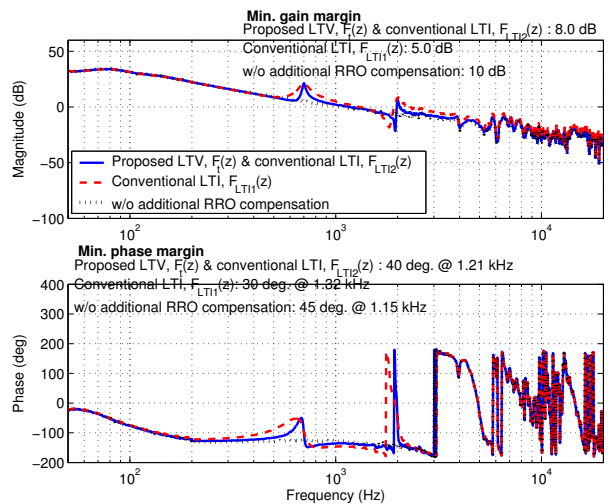 Min. gain margin
Proposed LTV, F_t(z) & conventional LTI, F_LTI2(z) : 8.0 dB
Conventional LTI, F_LTI1(z): 5.0 dB
w/o additional RRO compensation: 10 dB
50
0
-50
-100
Magnitude (dB)
Proposed LTV, F_t(z) & conventional LTI, F_LTI2(z)
Conventional LTI, F_LTI1(z)
w/o additional RRO compensation
10^2
10^3
10^4
Min. phase margin
Proposed LTV, F_t(z) & conventional LTI, F_LTI2(z) : 40 deg. @ 1.21 kHz
Conventional LTI, F_LTI1(z): 30 deg. @ 1.32 kHz
w/o additional RRO compensation: 45 deg. @ 1.15 kHz
400
300
200
100
0
-100
-200
Phase (deg)
10^2
10^3
10^4
Frequency (Hz)